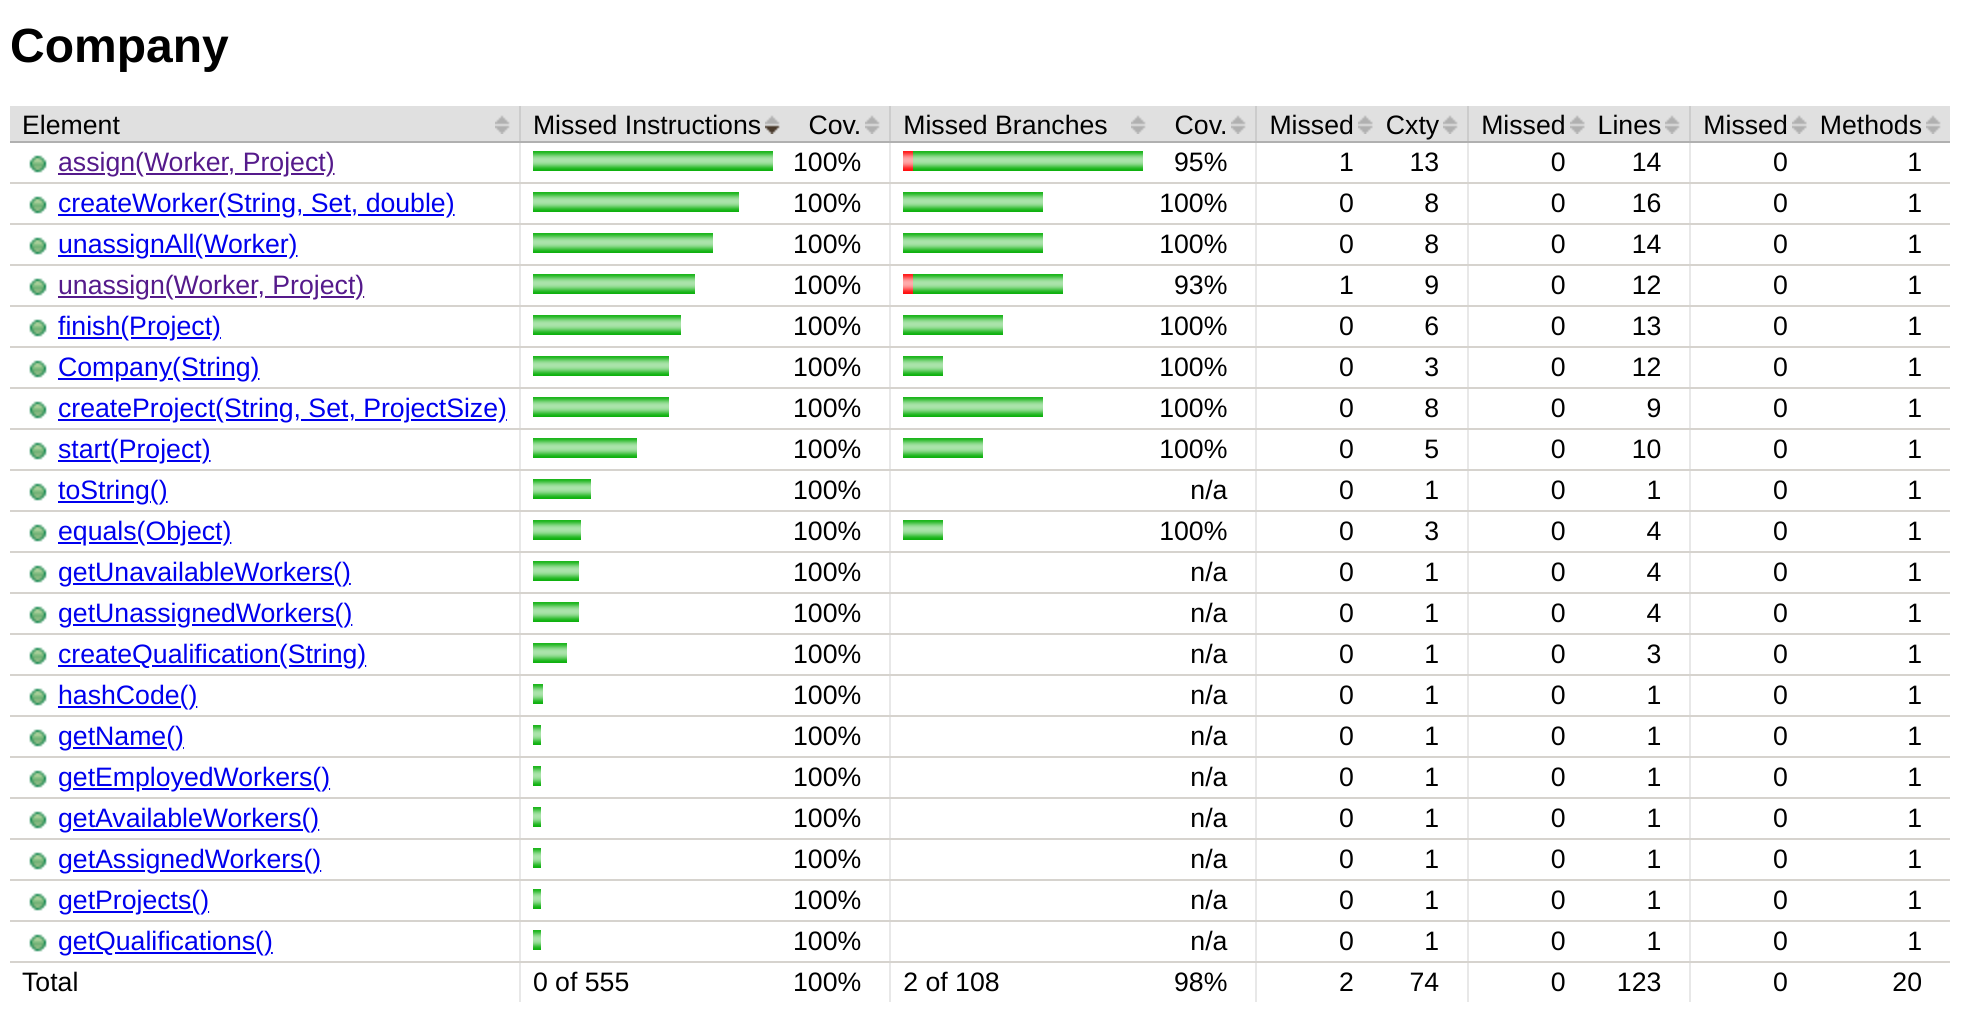 Company
Element Missed Instructions Cov. Missed Branches Cov. Missed Cxty Missed Lines Missed Methods
assign(Worker, Project) 100% 95% 1 13 0 14 0 1
createWorker(String, Set, double) 100% 100% 0 8 0 16 0 1
unassignAll(Worker) 100% 100% 0 8 0 14 0 1
unassign(Worker, Project) 100% 93% 1 9 0 12 0 1
finish(Project) 100% 100% 0 6 0 13 0 1
Company(String) 100% 100% 0 3 0 12 0 1
createProject(String, Set, ProjectSize) 100% 100% 0 8 0 9 0 1
start(Project) 100% 100% 0 5 0 10 0 1
toString() 100% n/a 0 1 0 1 0 1
equals(Object) 100% 100% 0 3 0 4 0 1
getUnavailableWorkers() 100% n/a 0 1 0 4 0 1
getUnassignedWorkers() 100% n/a 0 1 0 4 0 1
createQualification(String) 100% n/a 0 1 0 3 0 1
hashCode() 100% n/a 0 1 0 1 0 1
getName() 100% n/a 0 1 0 1 0 1
getEmployedWorkers() 100% n/a 0 1 0 1 0 1
getAvailableWorkers() 100% n/a 0 1 0 1 0 1
getAssignedWorkers() 100% n/a 0 1 0 1 0 1
getProjects() 100% n/a 0 1 0 1 0 1
getQualifications() 100% n/a 0 1 0 1 0 1
Total 0 of 555 100% 2 of 108 98% 2 74 0 123 0 20